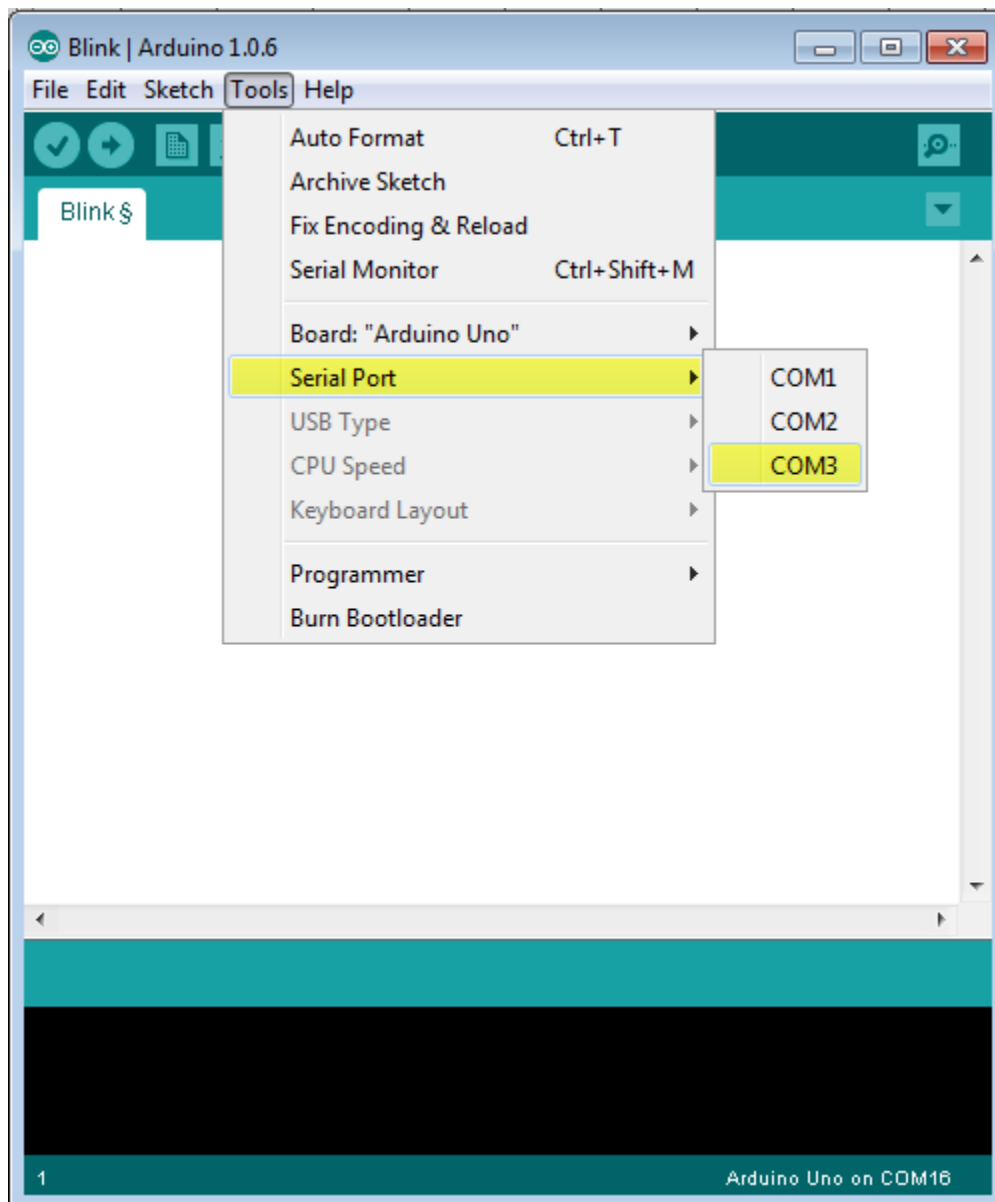 Blink | Arduino 1.0.6
File Edit Sketch Tools Help
Auto Format Ctrl+T
Archive Sketch
Fix Encoding & Reload
Serial Monitor Ctrl+Shift+M
Blink §
Board: "Arduino Uno"
Serial Port
USB Type
CPU Speed
Keyboard Layout
Programmer
Burn Bootloader
COM1
COM2
COM3
1 Arduino Uno on COM16